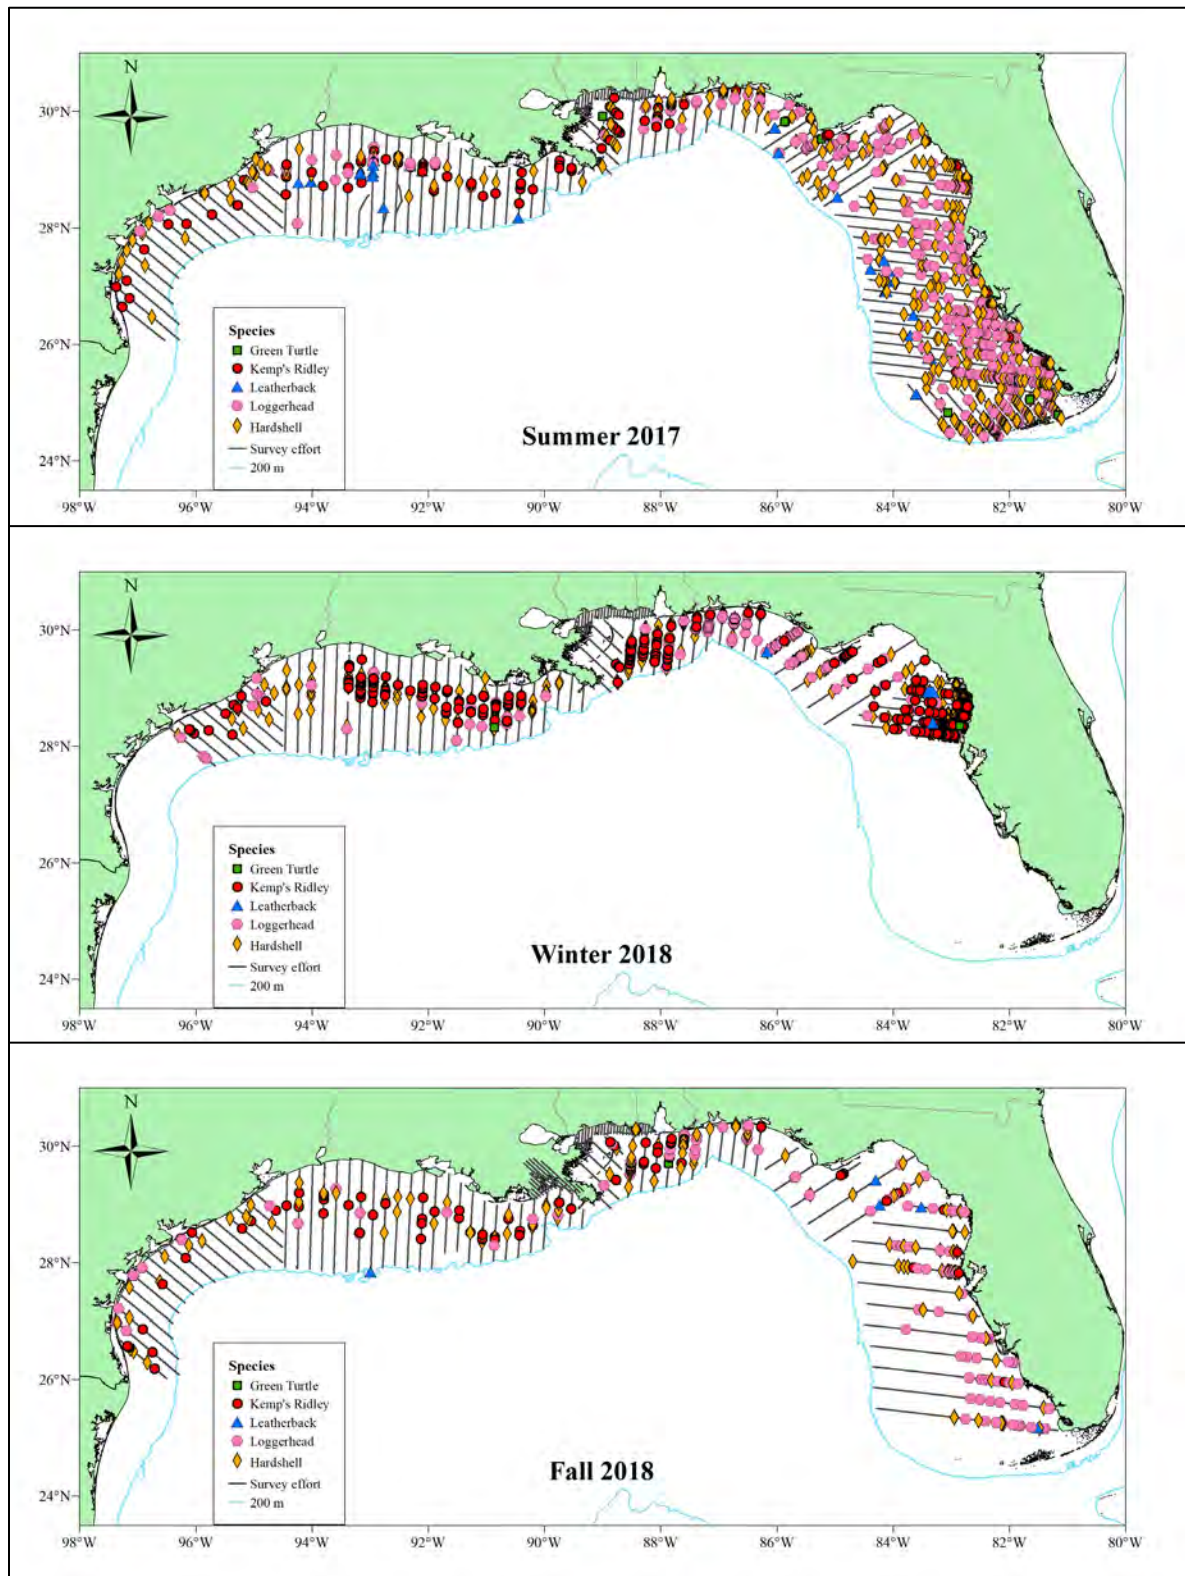 N
30°N
28°N
26°N
24°N
Species
Green Turtle
Kemp's Ridley
Leatherback
Loggerhead
Hardshell
Survey effort
200 m
Summer 2017
98°W 96°W 94°W 92°W 90°W 88°W 86°W 84°W 82°W 80°W
N
30°N
28°N
26°N
24°N
Species
Green Turtle
Kemp's Ridley
Leatherback
Loggerhead
Hardshell
Survey effort
200 m
Winter 2018
98°W 96°W 94°W 92°W 90°W 88°W 86°W 84°W 82°W 80°W
N
30°N
28°N
26°N
24°N
Species
Green Turtle
Kemp's Ridley
Leatherback
Loggerhead
Hardshell
Survey effort
200 m
Fall 2018
98°W 96°W 94°W 92°W 90°W 88°W 86°W 84°W 82°W 80°W